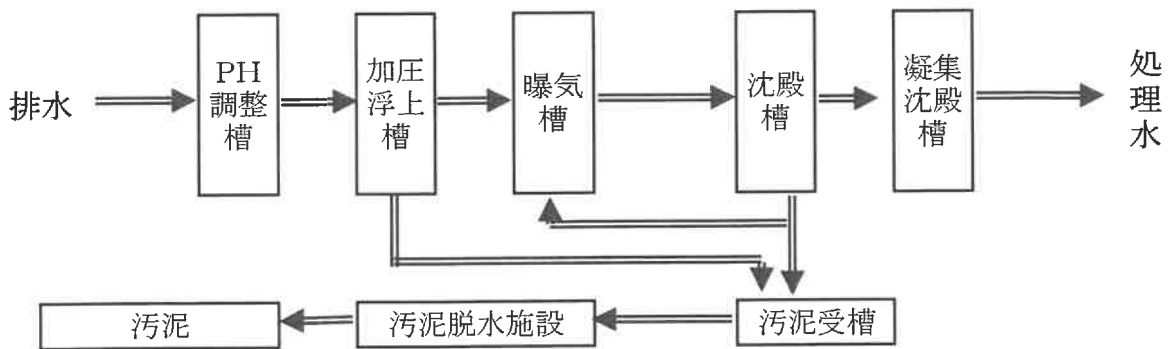 排水
PH
調整
槽
加圧
浮上
槽
曝気
槽
沈殿
槽
凝集
沈殿
槽
処
理
水
汚泥
汚泥脱水施設
汚泥受槽